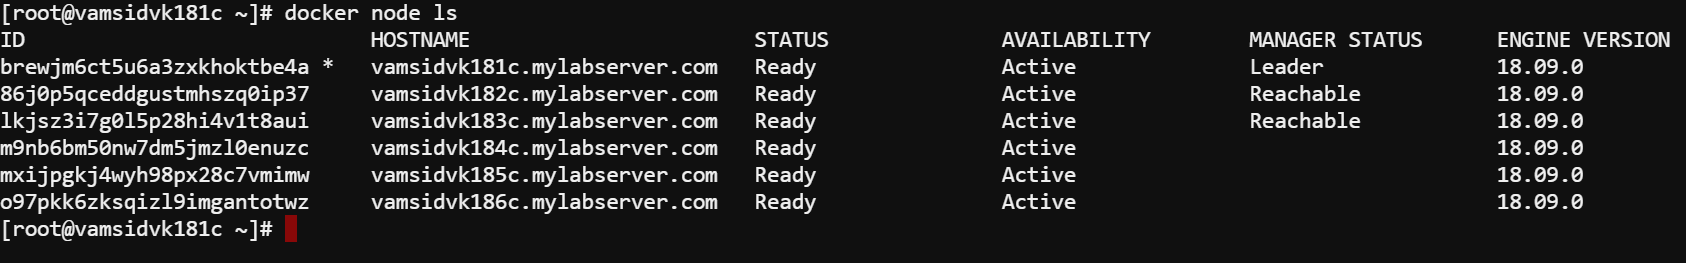 [root@vamsidvk181c ~]# docker node ls
ID HOSTNAME STATUS AVAILABILITY MANAGER STATUS ENGINE VERSION
brewjm6ct5u6a3zxkhoktbe4a * vamsidvk181c.mylabserver.com Ready Active Leader 18.09.0
86j0p5qceddgustmhszq0ip37 vamsidvk182c.mylabserver.com Ready Active Reachable 18.09.0
lkjsz3i7g0l5p28hi4v1t8aui vamsidvk183c.mylabserver.com Ready Active Reachable 18.09.0
m9nb6bm50nw7dm5jmzl0enuzc vamsidvk184c.mylabserver.com Ready Active 18.09.0
mxijpgkj4wyh98px28c7vmimw vamsidvk185c.mylabserver.com Ready Active 18.09.0
o97pkk6zksqizl9imgantotwz vamsidvk186c.mylabserver.com Ready Active 18.09.0
[root@vamsidvk181c ~]#